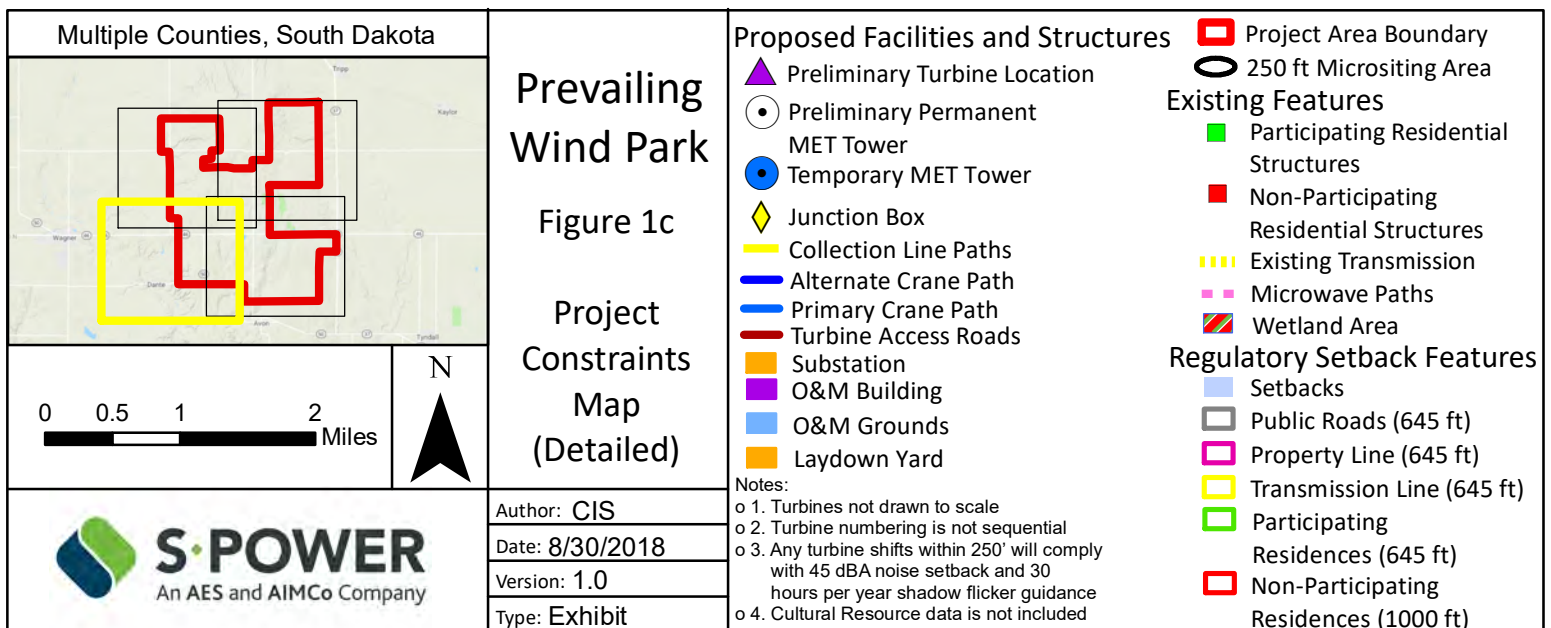 Multiple Counties, South Dakota
Tripp
Kaylor
Wagner
Dante
Avon
Tyndall
0 0.5 1 2
Miles
N
S·POWER
An AES and AIMCo Company
Prevailing
Wind Park
Figure 1c
Project
Constraints
Map
(Detailed)
Author: CIS
Date: 8/30/2018
Version: 1.0
Type: Exhibit
Proposed Facilities and Structures
Preliminary Turbine Location
Preliminary Permanent
MET Tower
Temporary MET Tower
Junction Box
Collection Line Paths
Alternate Crane Path
Primary Crane Path
Turbine Access Roads
Substation
O&M Building
O&M Grounds
Laydown Yard
Notes:
o 1. Turbines not drawn to scale
o 2. Turbine numbering is not sequential
o 3. Any turbine shifts within 250' will comply
with 45 dBA noise setback and 30
hours per year shadow flicker guidance
o 4. Cultural Resource data is not included
Project Area Boundary
250 ft Micrositing Area
Existing Features
Participating Residential
Structures
Non-Participating
Residential Structures
Existing Transmission
Microwave Paths
Wetland Area
Regulatory Setback Features
Setbacks
Public Roads (645 ft)
Property Line (645 ft)
Transmission Line (645 ft)
Participating
Residences (645 ft)
Non-Participating
Residences (1000 ft)